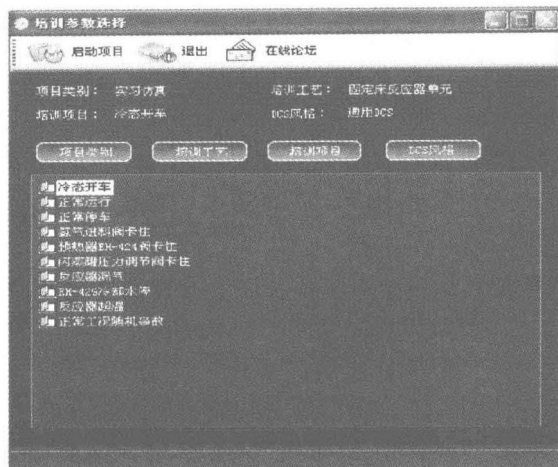 培训参数选择
启动项目 退出 在线论坛
项目类别： 实习仿真 培训工艺： 固定床反应器单元
培训项目： 冷态开车 DCS风格： 通用DCS
项目类别 培训工艺 培训项目 DCS风格
冷态开车
正常运行
正常停车
氢气进料阀卡住
预热器EH-424阀卡住
闪蒸罐压力调节阀卡住
反应器漏气
EH-429冷却水停
反应器超温
正常工况随机事故